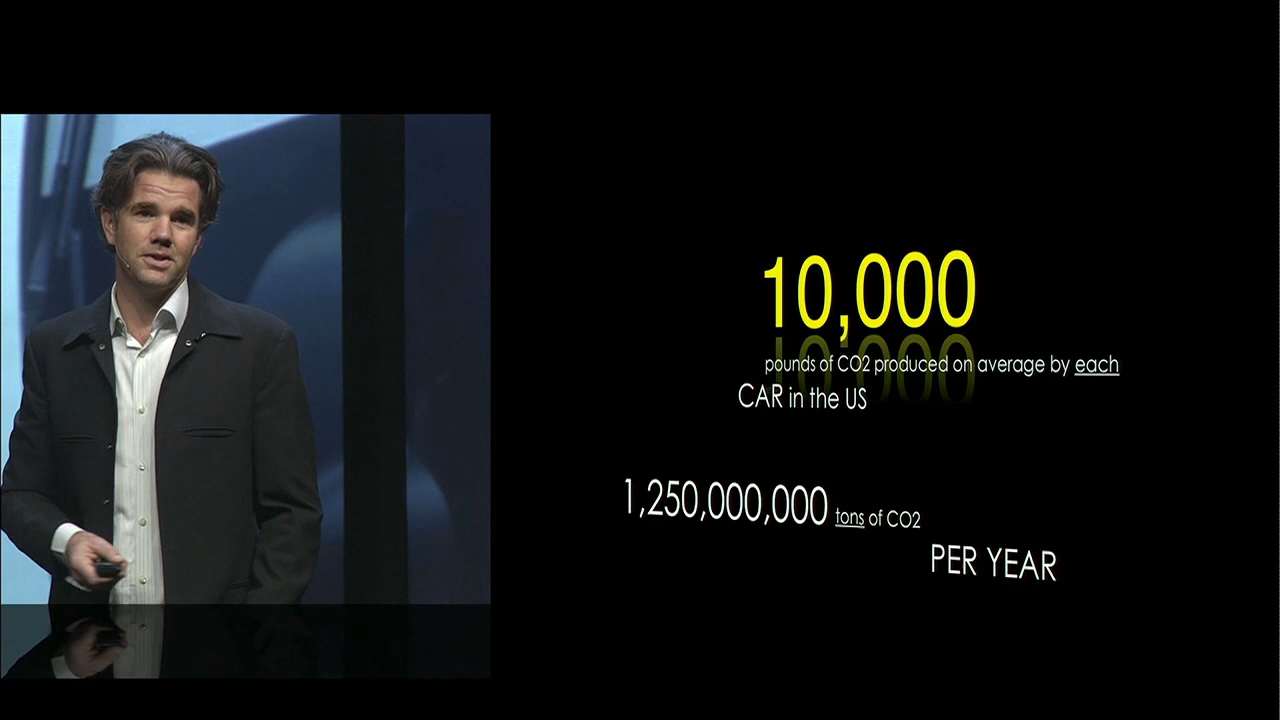 10,000
pounds of CO2 produced on average by each
CAR in the US
1,250,000,000 tons of CO2
PER YEAR